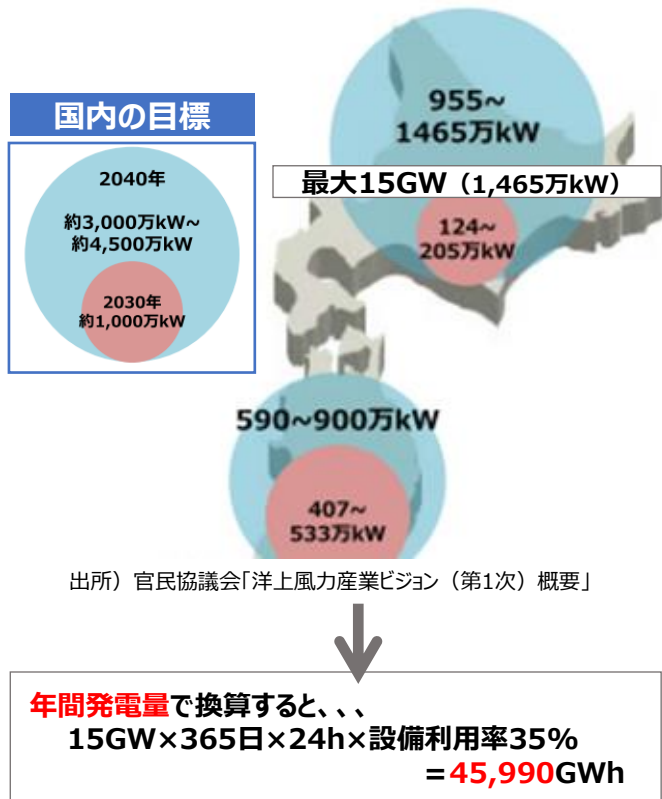 国内の目標
2040年
約3,000万kW~
約4,500万kW
2030年
約1,000万kW
955~
1465万kW
最大15GW（1,465万kW）
124~
205万kW
590~900万kW
407~
533万kW
出所）官民協議会「洋上風力産業ビジョン（第1次）概要」
年間発電量で換算すると、、、
15GW×365日×24h×設備利用率35%
＝45,990GWh